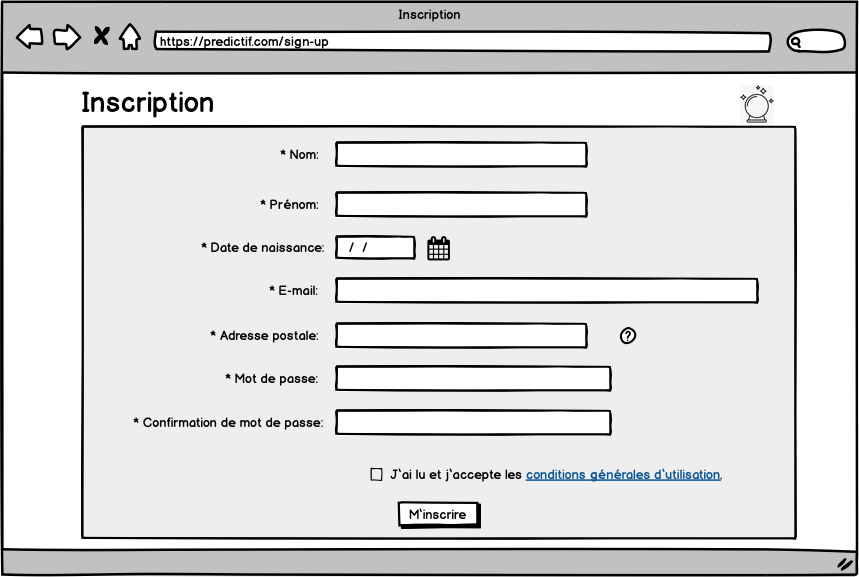 Inscription
https://predictif.com/sign-up
Inscription
* Nom:
* Prénom:
* Date de naissance: / /
* E-mail:
* Adresse postale: ?
* Mot de passe:
* Confirmation de mot de passe:
J'ai lu et j'accepte les conditions générales d'utilisation.
M'inscrire